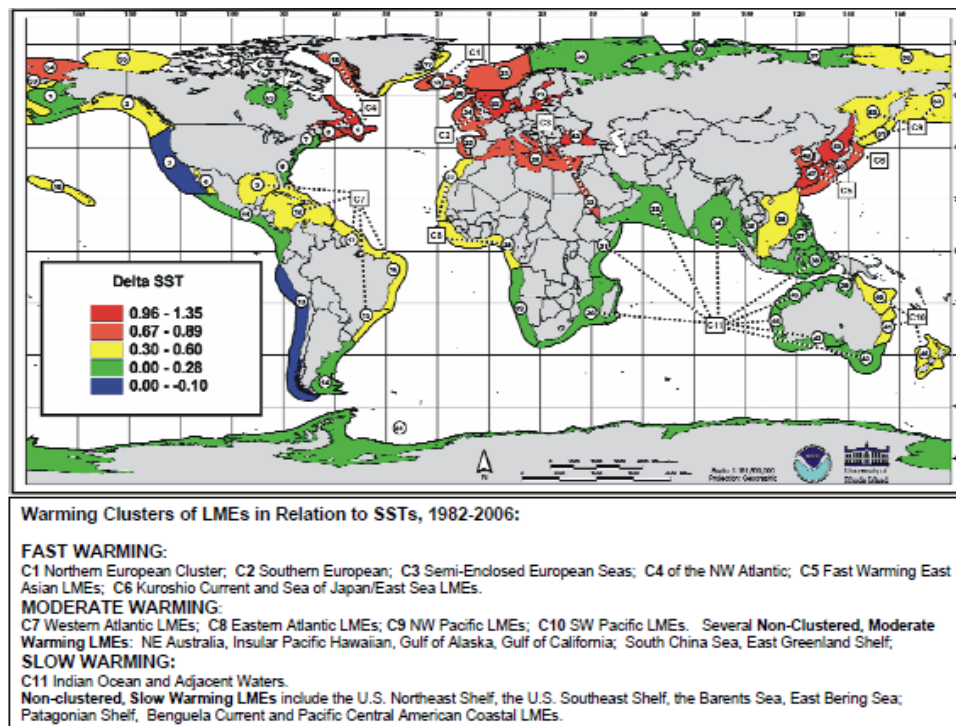 C1
C4
C2
C3
C9
C6
C5
C7
C8
C11
C10
Delta SST
0.96 - 1.35
0.67 - 0.89
0.30 - 0.60
0.00 - 0.28
0.00 - -0.10
N
Projection: Geographic
University of
Rhode Island
Warming Clusters of LMEs in Relation to SSTs, 1982-2006:
FAST WARMING:
C1 Northern European Cluster; C2 Southern European; C3 Semi-Enclosed European Seas; C4 of the NW Atlantic; C5 Fast Warming East
Asian LMEs; C6 Kuroshio Current and Sea of Japan/East Sea LMEs.
MODERATE WARMING:
C7 Western Atlantic LMEs; C8 Eastern Atlantic LMEs; C9 NW Pacific LMEs; C10 SW Pacific LMEs. Several Non-Clustered, Moderate
Warming LMEs: NE Australia, Insular Pacific Hawaiian, Gulf of Alaska, Gulf of California; South China Sea, East Greenland Shelf;
SLOW WARMING:
C11 Indian Ocean and Adjacent Waters.
Non-clustered, Slow Warming LMEs include the U.S. Northeast Shelf, the U.S. Southeast Shelf, the Barents Sea, East Bering Sea;
Patagonian Shelf, Benguela Current and Pacific Central American Coastal LMEs.